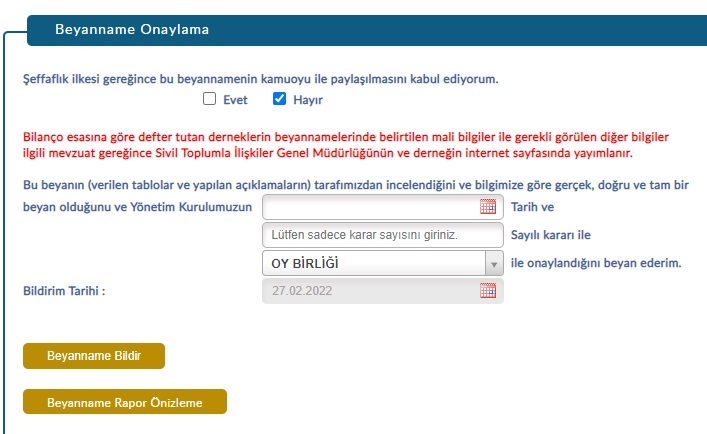 Beyanname Onaylama
Şeffaflık ilkesi gereğince bu beyannamenin kamuoyu ile paylaşılmasını kabul ediyorum.
Evet Hayır
Bilanço esasına göre defter tutan derneklerin beyannamelerinde belirtilen mali bilgiler ile gerekli görülen diğer bilgiler
ilgili mevzuat gereğince Sivil Toplumla İlişkiler Genel Müdürlüğünün ve derneğin internet sayfasında yayımlanır.
Bu beyanın (verilen tablolar ve yapılan açıklamaların) tarafımızdan incelendiğini ve bilgimize göre gerçek, doğru ve tam bir
beyan olduğunu ve Yönetim Kurulumuzun Tarih ve
Lütfen sadece karar sayısını giriniz. Sayılı kararı ile
OY BİRLİĞİ ile onaylandığını beyan ederim.
Bildirim Tarihi : 27.02.2022
Beyanname Bildir
Beyanname Rapor Önizleme